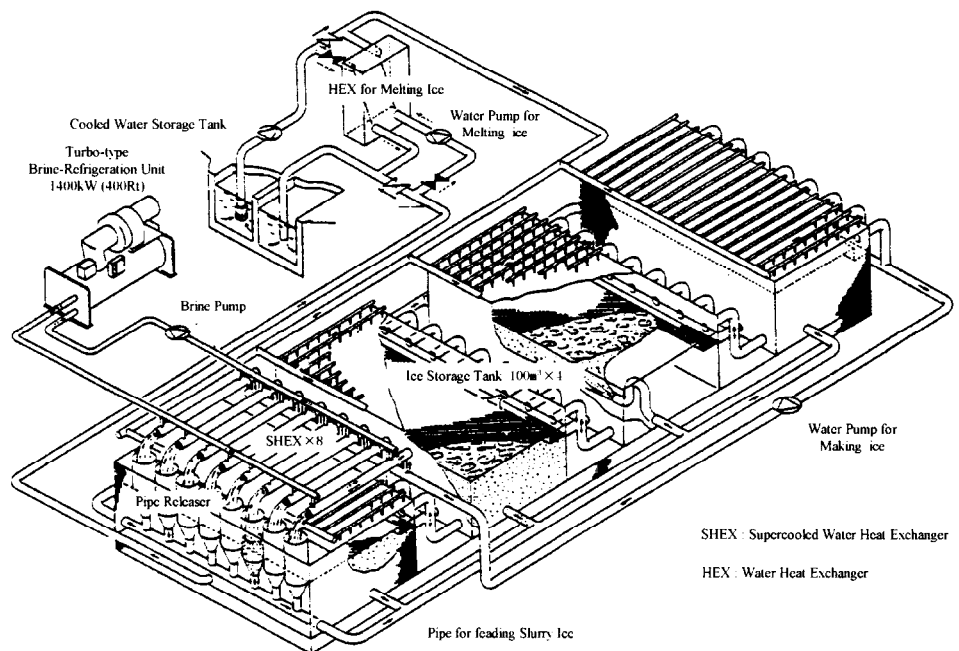 HEX for Melting Ice
Water Pump for
Melting ice
Cooled Water Storage Tank
Turbo-type
Brine-Refrigeration Unit
1400kW (400Rt)
Brine Pump
Ice Storage Tank 100m³×4
SHEX×8
Water Pump for
Making ice
Pipe Releaser
SHEX : Supercooled Water Heat Exchanger
HEX : Water Heat Exchanger
Pipe for feading Slurry Ice